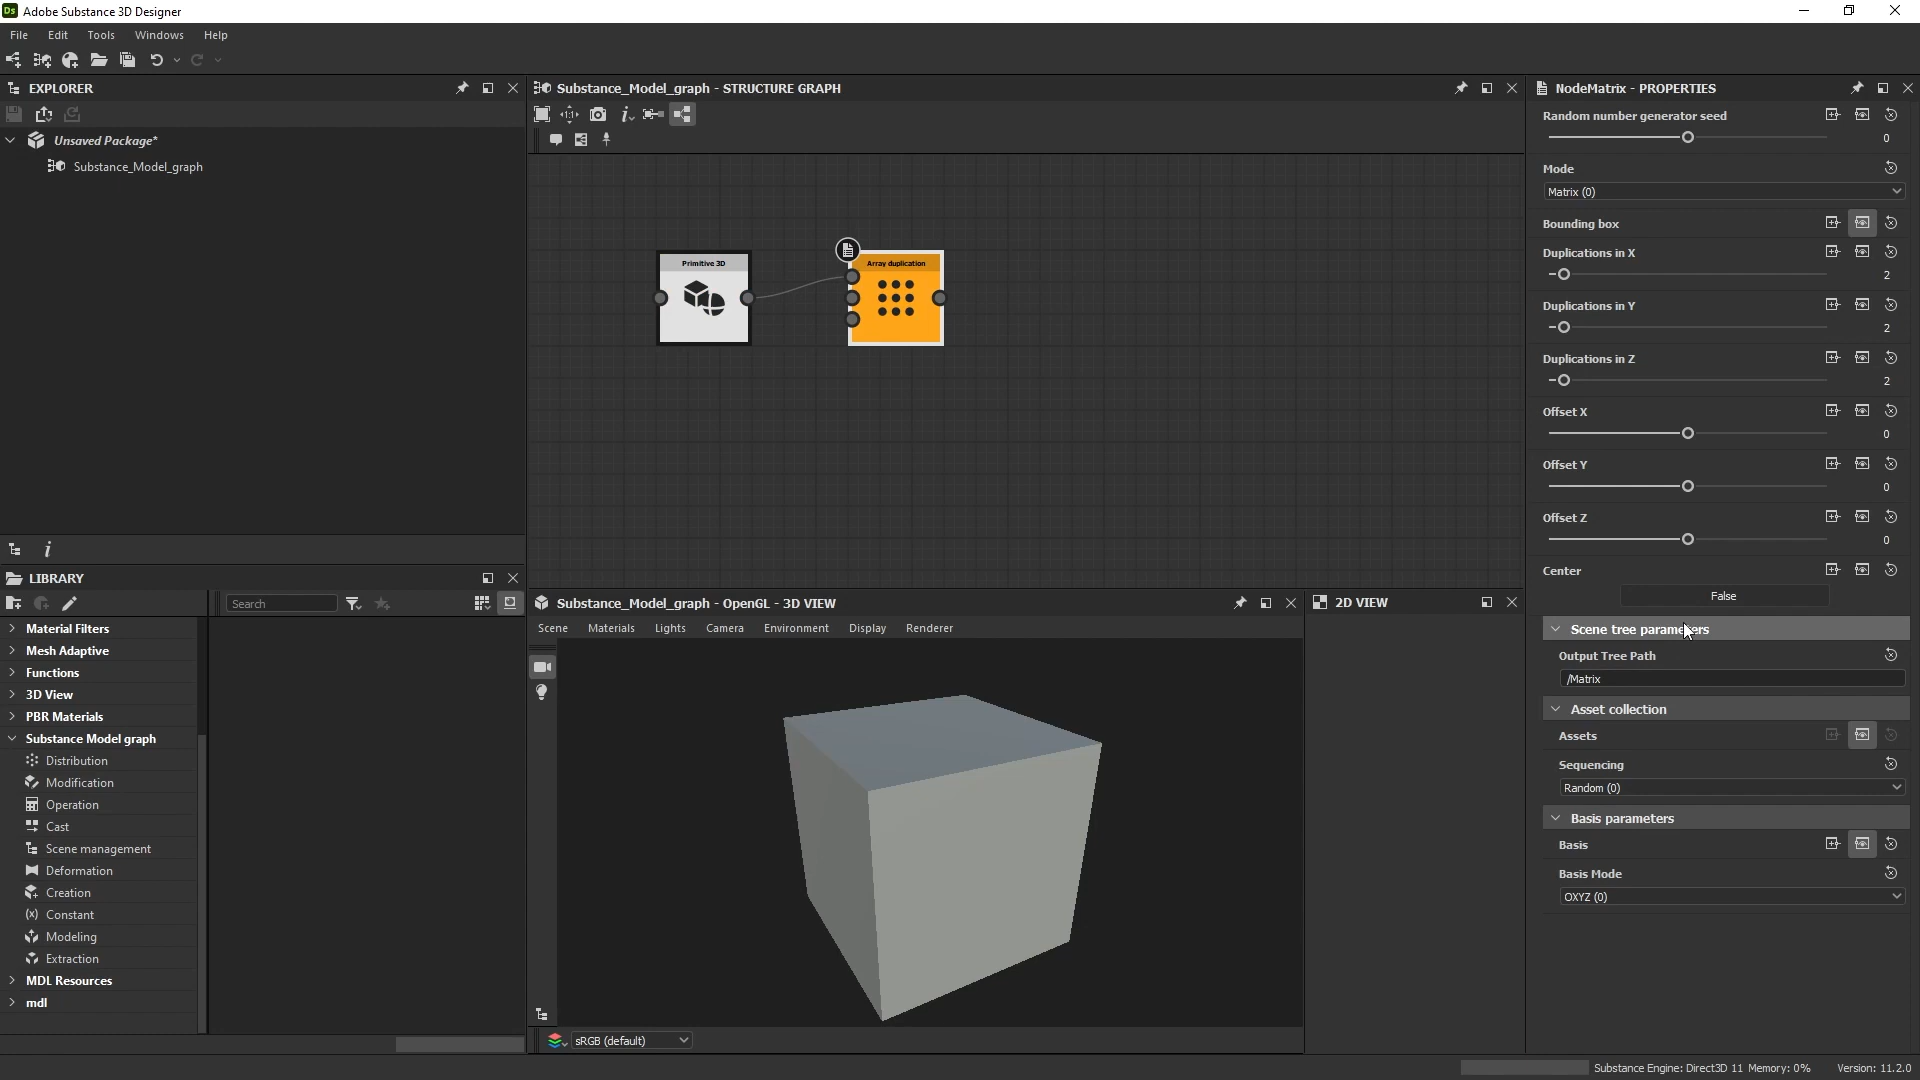 Ds Adobe Substance 3D Designer
File Edit Tools Windows Help
EXPLORER
Unsaved Package*
Substance_Model_graph
LIBRARY
Search
Material Filters
Mesh Adaptive
Functions
3D View
PBR Materials
Substance Model graph
Distribution
Modification
Operation
Cast
Scene management
Deformation
Creation
Constant
Modeling
Extraction
MDL Resources
mdl
Substance_Model_graph - STRUCTURE GRAPH
Primitive 3D
Array duplication
Substance_Model_graph - OpenGL - 3D VIEW
Scene Materials Lights Camera Environment Display Renderer
sRGB (default)
2D VIEW
NodeMatrix - PROPERTIES
Random number generator seed
0
Mode
Matrix (0)
Bounding box
Duplications in X
2
Duplications in Y
2
Duplications in Z
2
Offset X
0
Offset Y
0
Offset Z
0
Center
False
Scene tree parameters
Output Tree Path
/Matrix
Asset collection
Assets
Sequencing
Random (0)
Basis parameters
Basis
Basis Mode
OXYZ (0)
Substance Engine: Direct3D 11 Memory: 0% Version: 11.2.0